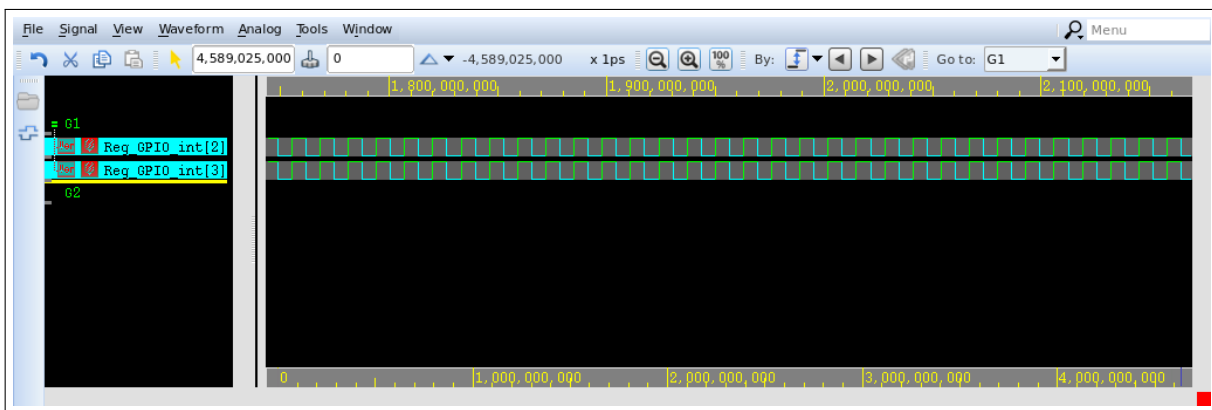 File Signal View Waveform Analog Tools Window Menu
4,589,025,000 0 -4,589,025,000 x 1ps 100 % By: Go to: G1
1,800,000,000 1,900,000,000 2,000,000,000 2,100,000,000
= G1
Reg_GPIO_int[2]
Reg_GPIO_int[3]
G2
0 1,000,000,000 2,000,000,000 3,000,000,000 4,000,000,000